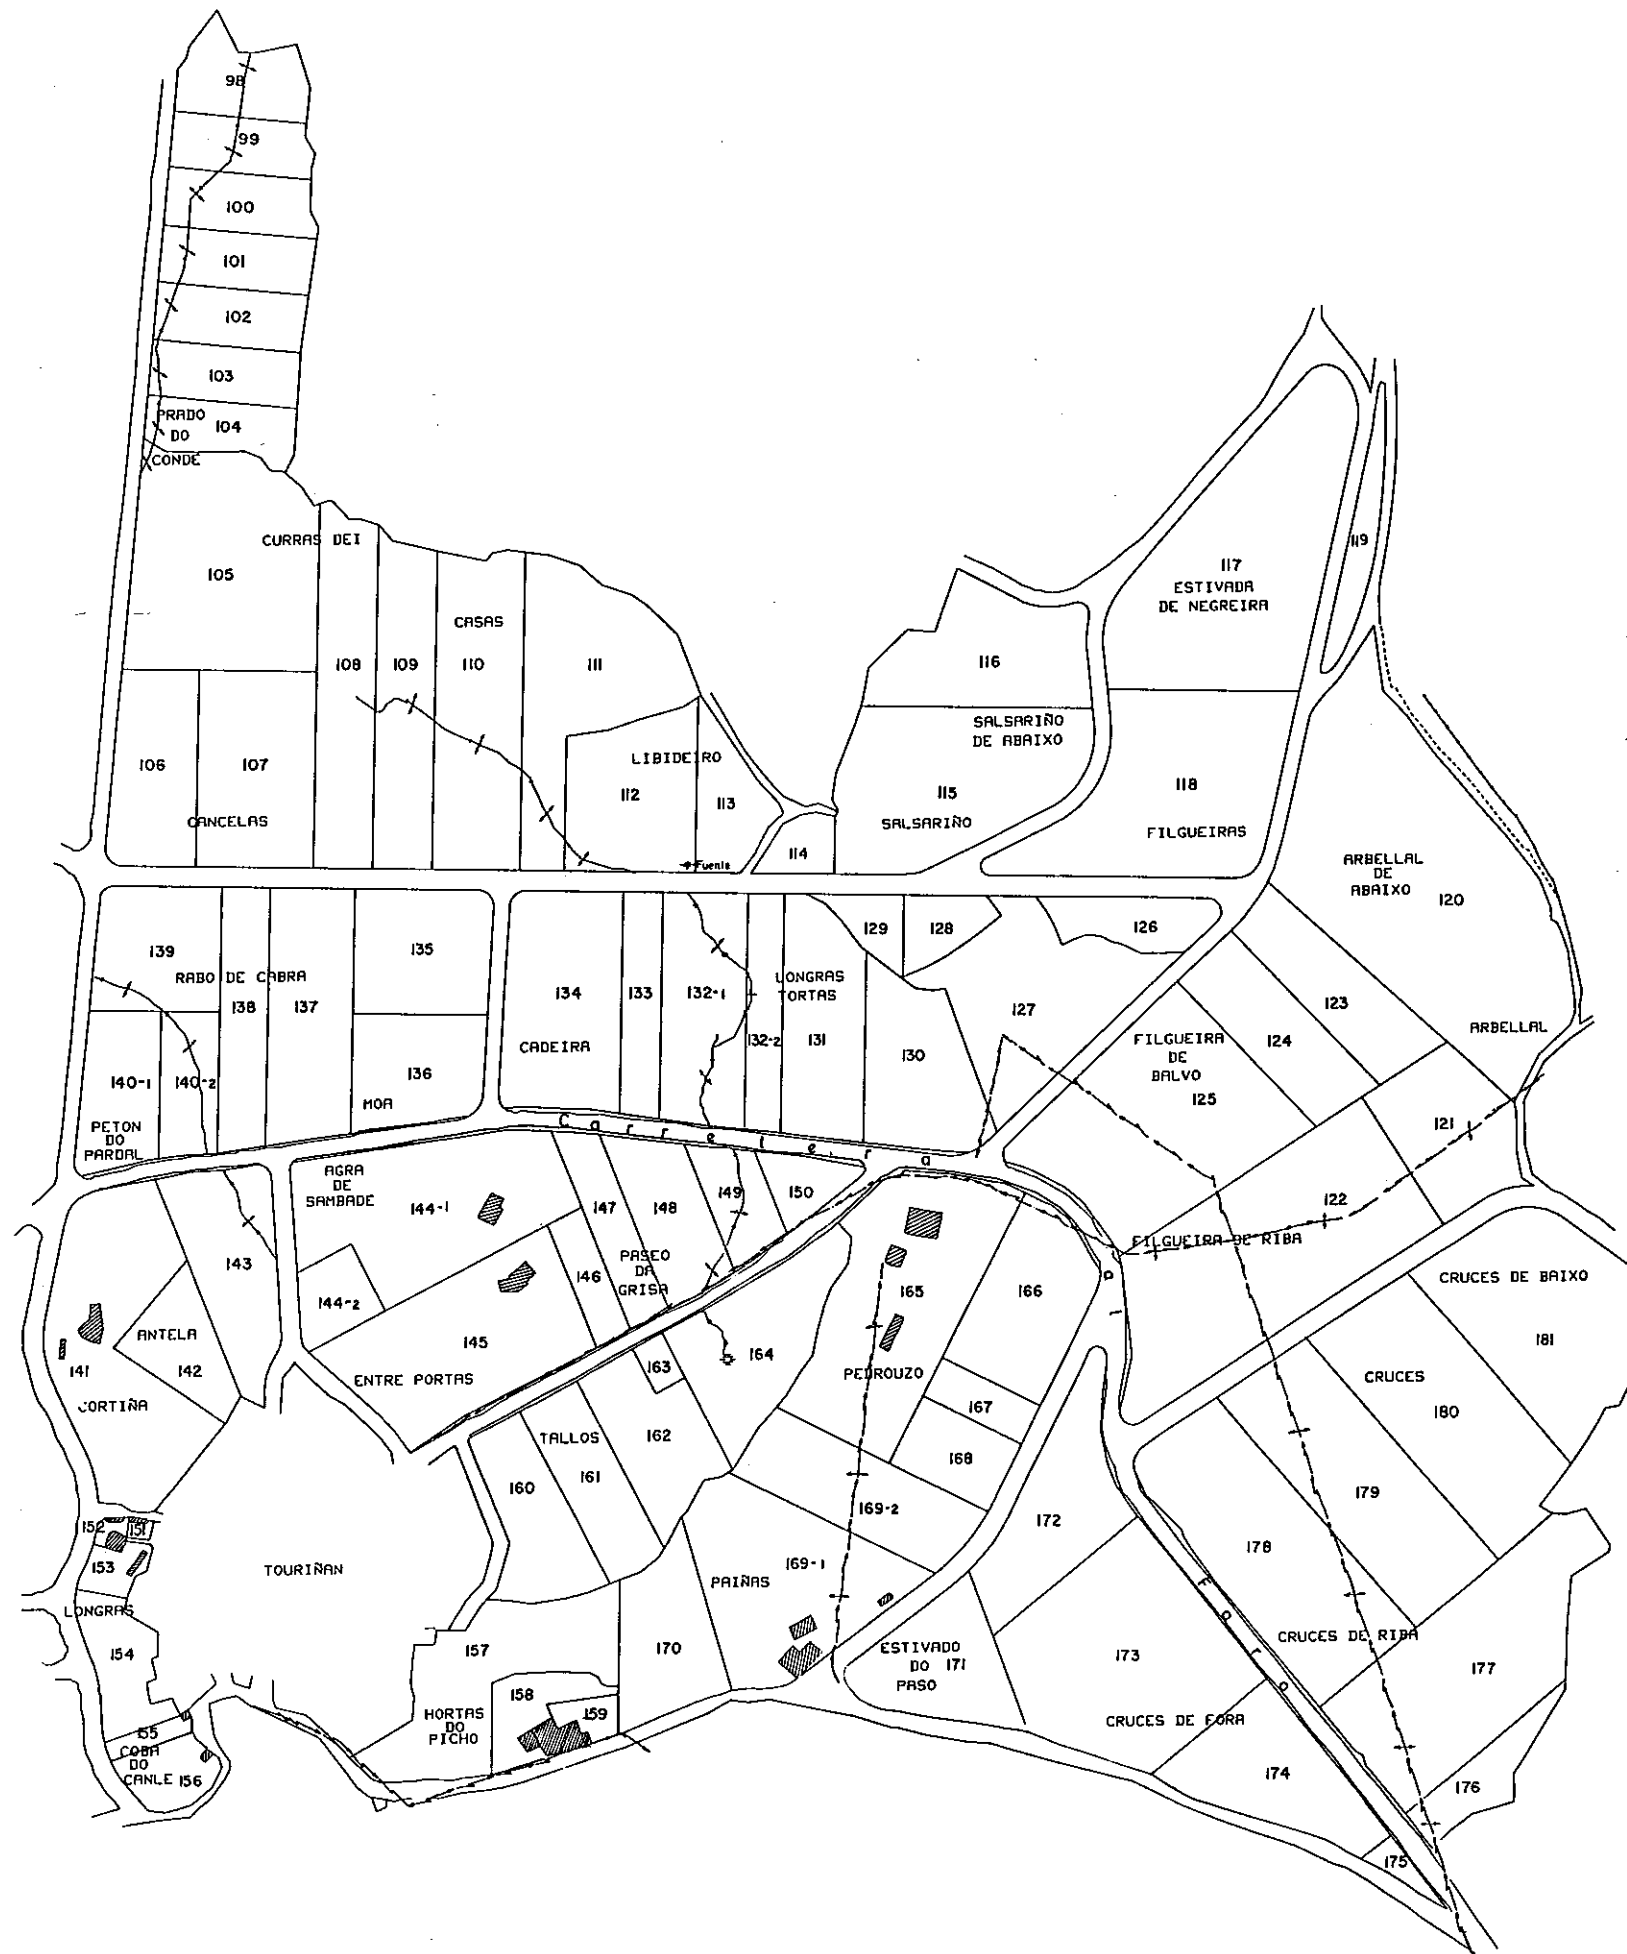 98
99
100
101
102
103
PRADO
DO
104
CONDE
CURRAS DEI
105
119
117
ESTIVADA
DE NEGREIRA
CASAS
108
109
110
111
116
SALSARIÑO
DE ABAIXO
106
107
LIBIDEIRO
112
113
115
118
CANCELAS
SALSARIÑO
FILGUEIRAS
114
Fuente
ARBELLAL
DE
ABAIXO
120
139
135
129
128
126
RABO DE CABRA
138
137
134
133
132-1
LONGRAS
TORTAS
127
123
ARBELLAL
CADEIRA
132-2
131
130
FILGUEIRA
DE
BALVO
124
125
140-1
140-2
136
MOA
PETON
DO
PARDAL
121
Carretera
AGRA
DE
SAMBADE
144-1
147
148
149
150
122
FILGUEIRA DE RIBA
143
146
PASEO
DA
GRISA
144-2
165
166
CRUCES DE BAIXO
ANTELA
142
141
CORTIÑA
145
ENTRE PORTAS
163
164
PEDROUZO
181
CRUCES
180
167
168
TALLOS
162
160
161
169-2
172
179
178
152
151
153
TOURIÑAN
169-1
PAIÑAS
LONGRAS
154
157
170
ESTIVADO
DO
PASO
171
173
CRUCES DE RIBA
177
HORTAS
DO
PICHO
158
159
CRUCES DE FORA
155
COBA
DO
CANLE
156
174
176
175
al
Foro